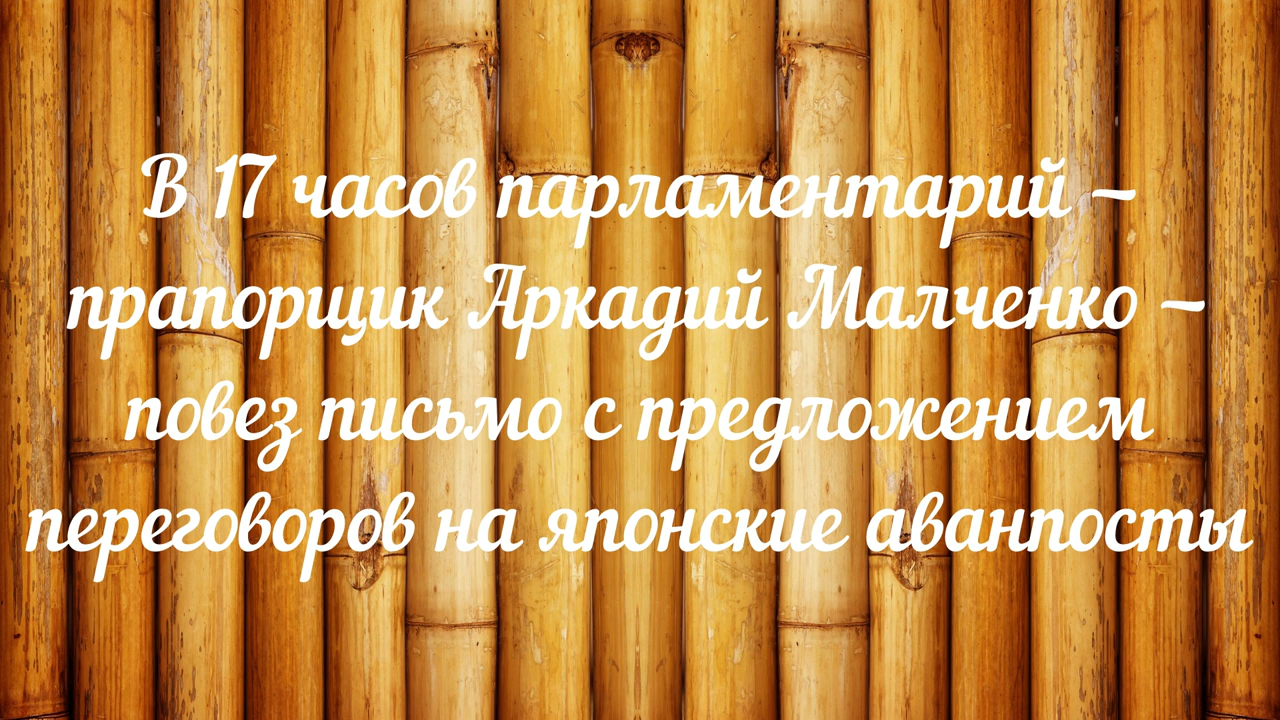 В 17 часов парламентарий –
прапорщик Аркадий Малченко –
повез письмо с предложением
переговоров на японские аванпосты